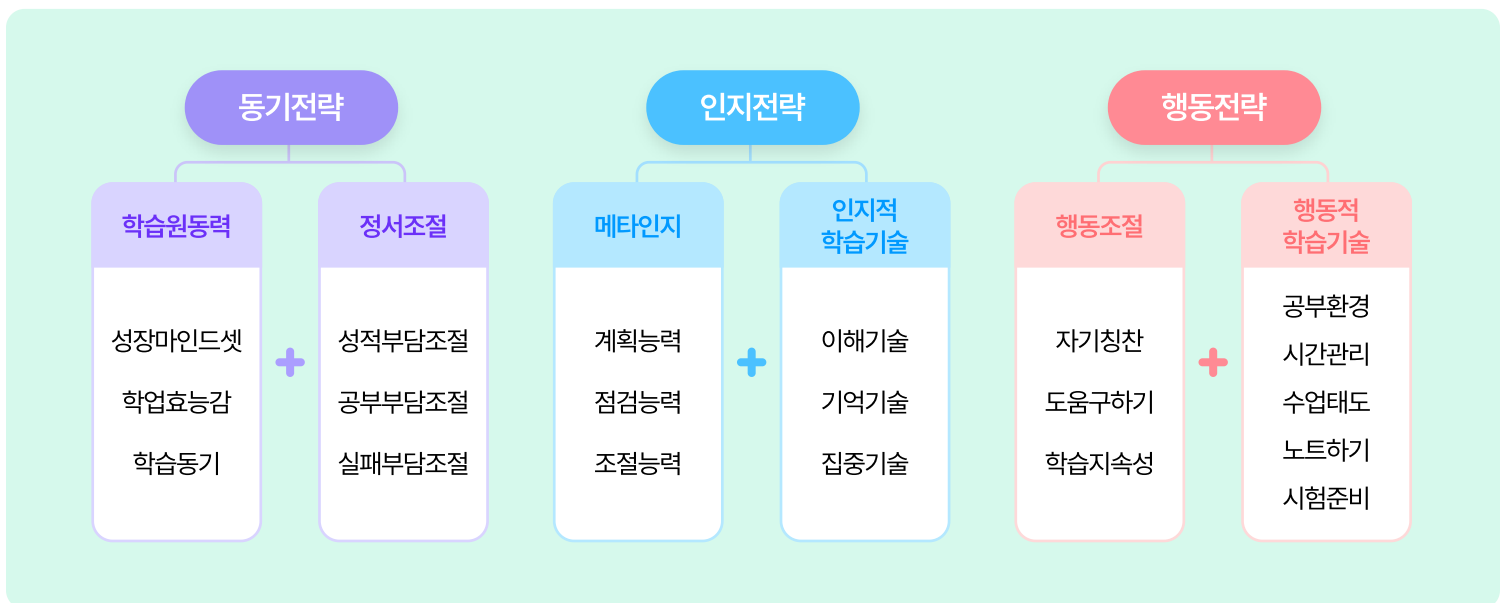 동기전략
학습원동력
성장마인드셋
학업효능감
학습동기
정서조절
성적부담조절
공부부담조절
실패부담조절
인지전략
메타인지
계획능력
점검능력
조절능력
인지적
학습기술
이해기술
기억기술
집중기술
행동전략
행동조절
자기칭찬
도움구하기
학습지속성
행동적
학습기술
공부환경
시간관리
수업태도
노트하기
시험준비